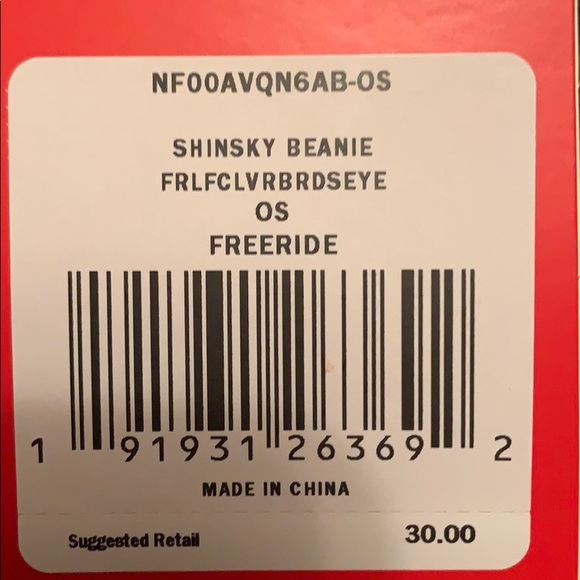 NF00AVQN6AB-OS
SHINSKY BEANIE
FRLFCLVRBRDSEYE
OS
FREERIDE
1 91931 26369 2
MADE IN CHINA
Suggested Retail 30.00